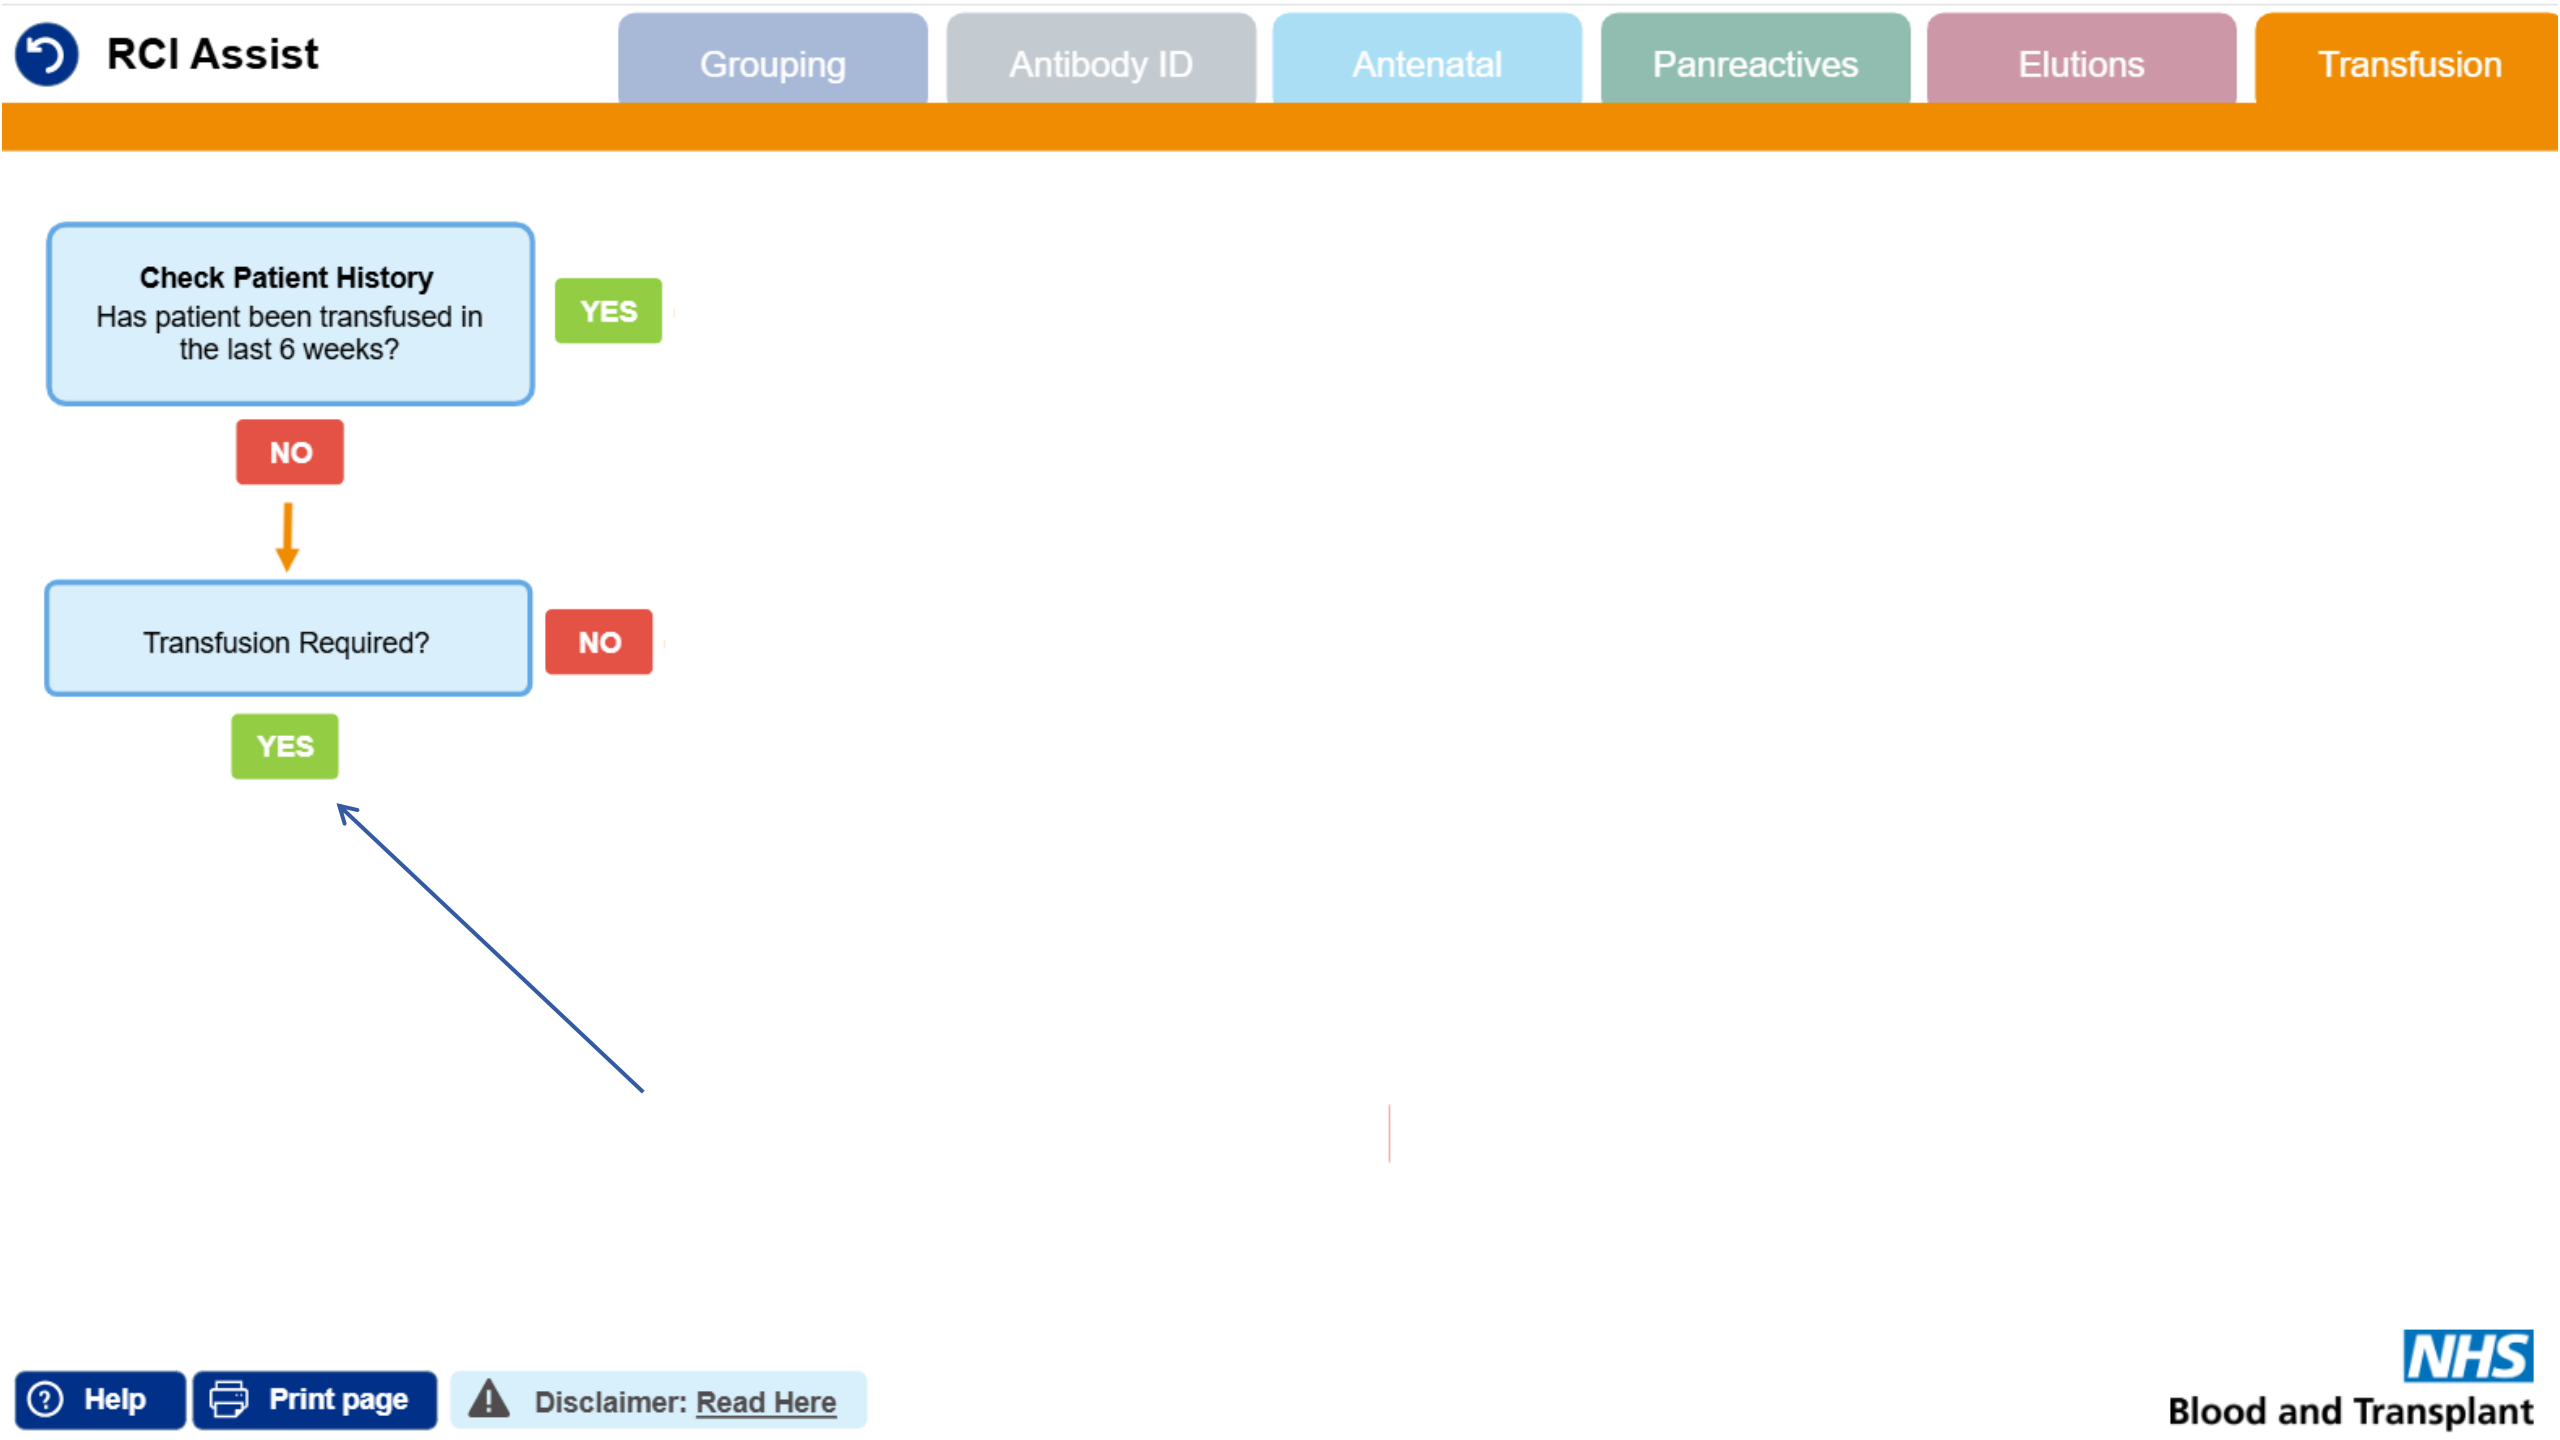 RCI Assist
Grouping
Antibody ID
Antenatal
Panreactives
Elutions
Transfusion
Check Patient History
Has patient been transfused in
the last 6 weeks?
YES
NO
Transfusion Required?
NO
YES
Help
Print page
Disclaimer: Read Here
NHS
Blood and Transplant